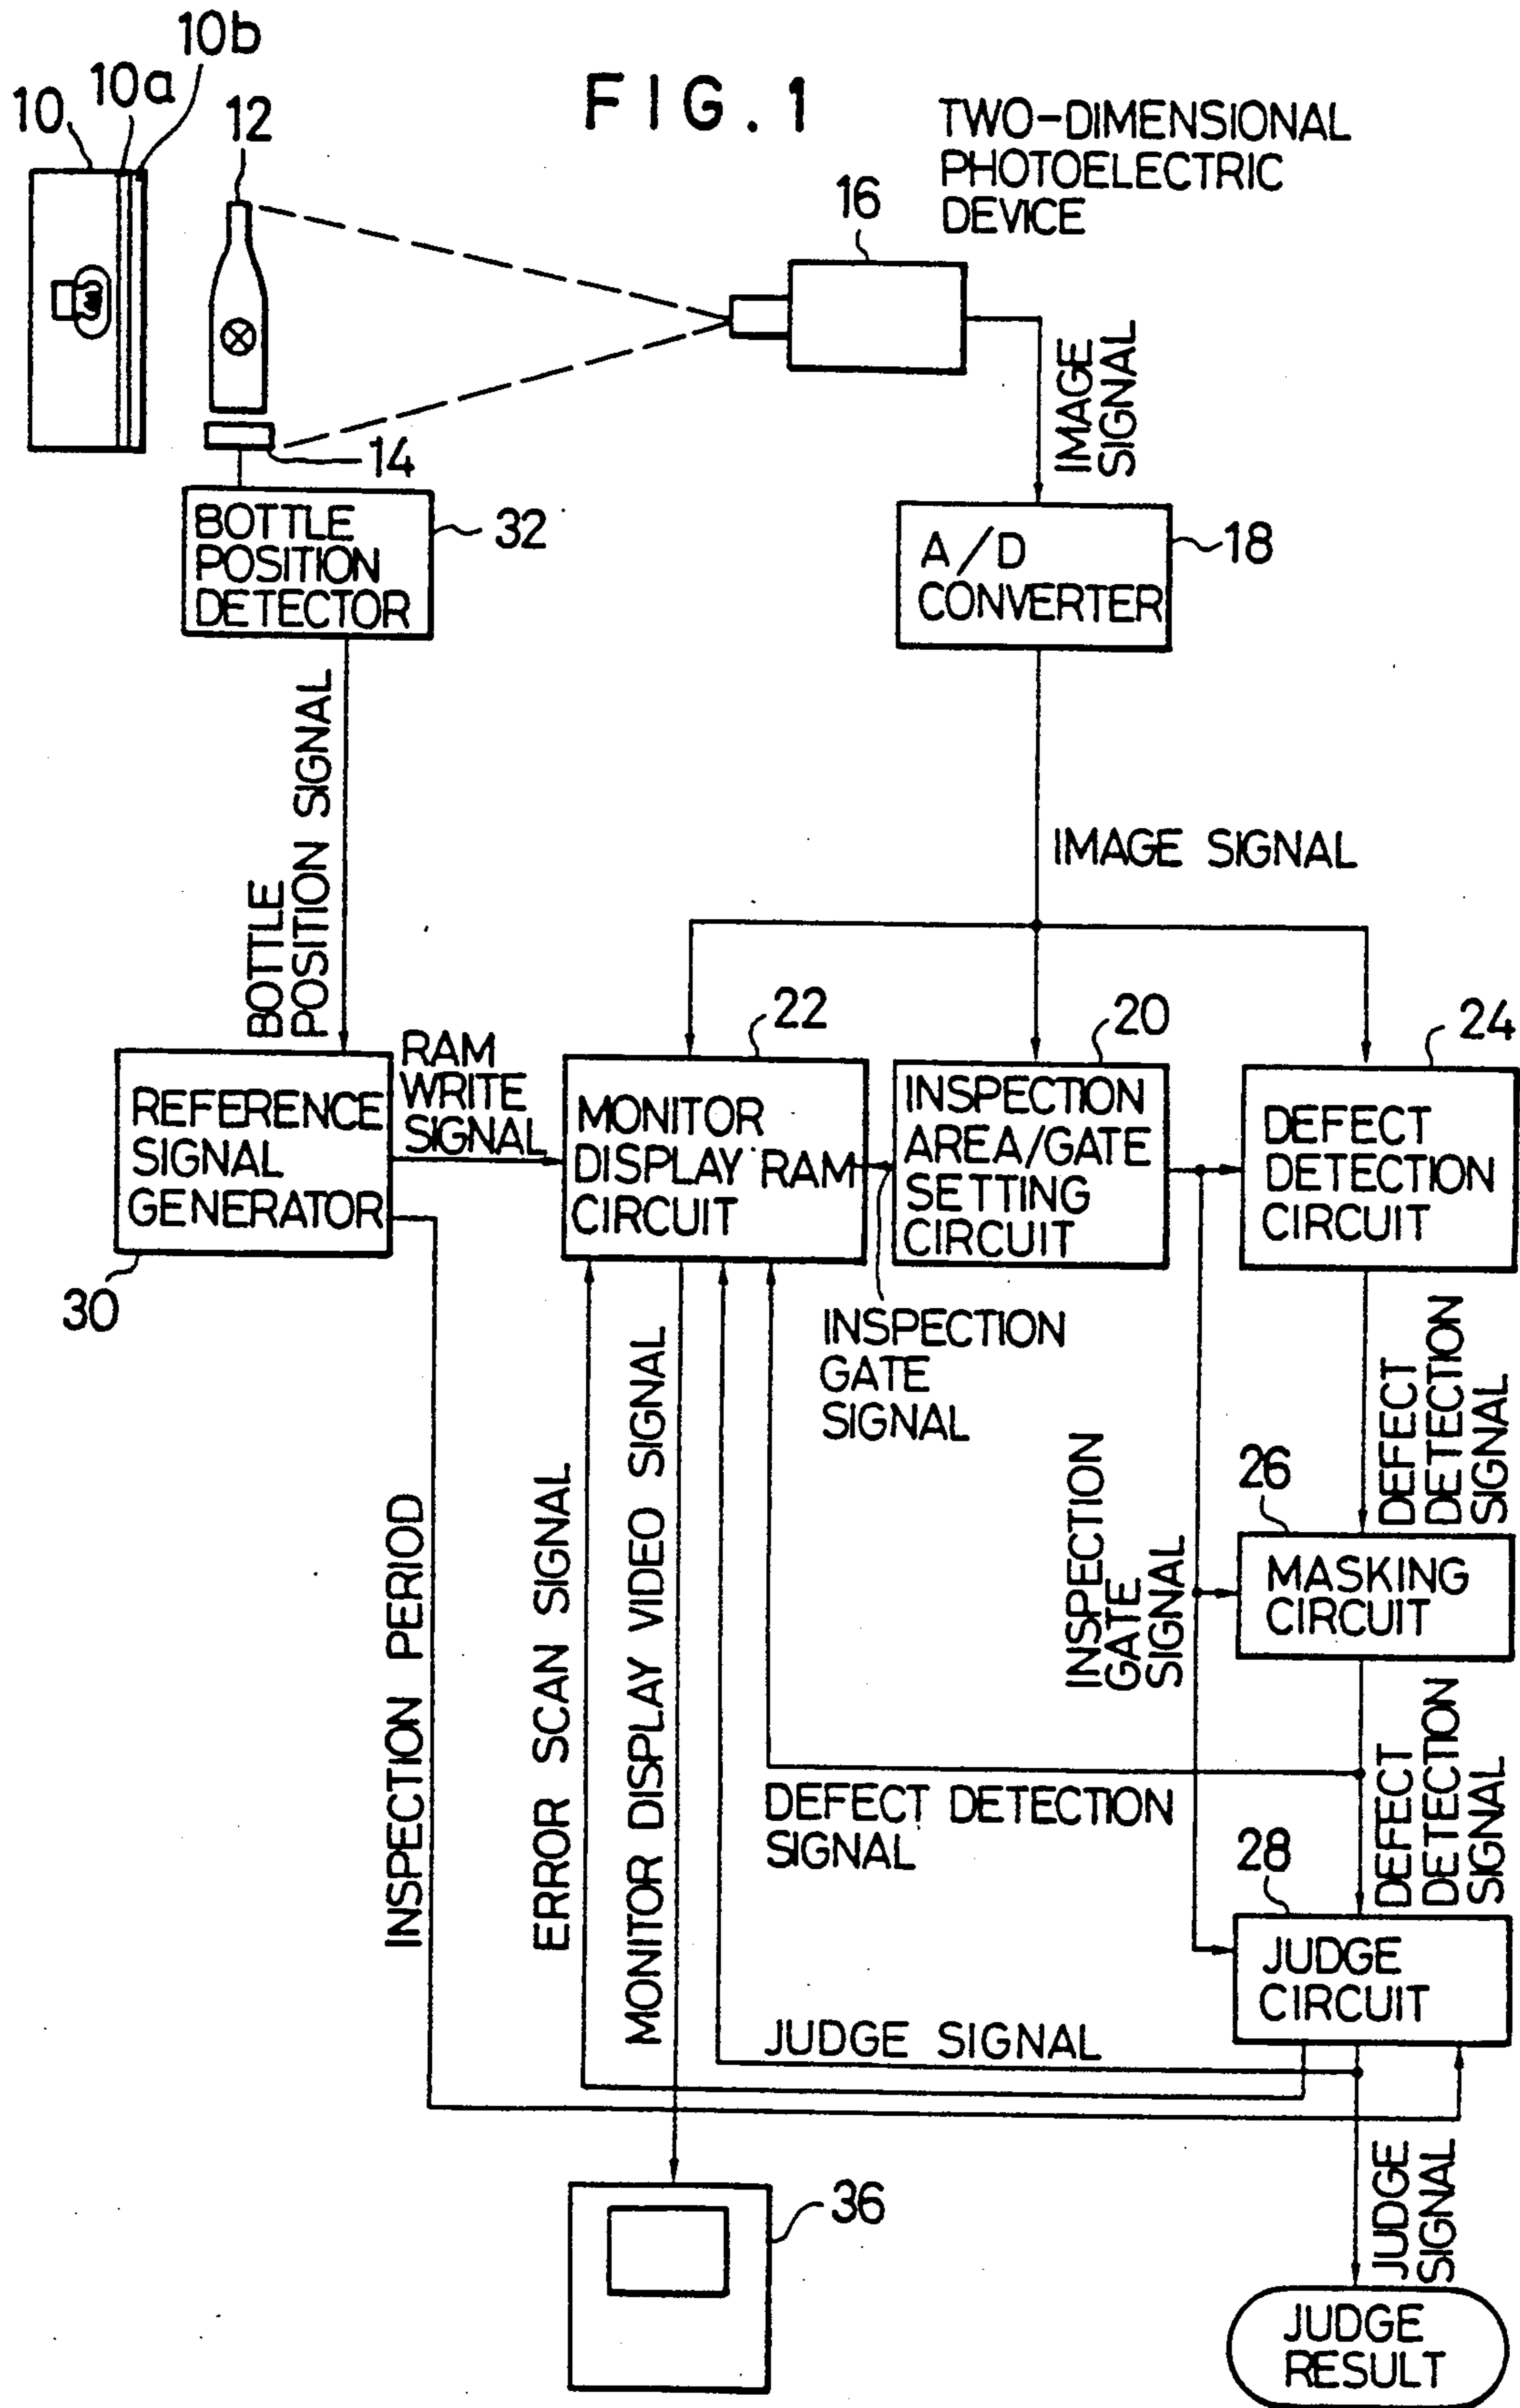 FIG. 1
10b
10a
10
12
TWO-DIMENSIONAL
PHOTOELECTRIC
DEVICE
16
14
IMAGE
SIGNAL
BOTTLE
POSITION
DETECTOR
32
A/D
CONVERTER
18
BOTTLE
POSITION SIGNAL
IMAGE SIGNAL
22
20
24
RAM
WRITE
SIGNAL
REFERENCE
SIGNAL
GENERATOR
30
MONITOR
DISPLAY RAM
CIRCUIT
INSPECTION
AREA/GATE
SETTING
CIRCUIT
DEFECT
DETECTION
CIRCUIT
INSPECTION
GATE
SIGNAL
DEFECT
DETECTION
SIGNAL
INSPECTION PERIOD
ERROR SCAN SIGNAL
MONITOR DISPLAY VIDEO SIGNAL
INSPECTION
GATE
SIGNAL
26
MASKING
CIRCUIT
DEFECT DETECTION
SIGNAL
DEFECT
DETECTION
SIGNAL
28
JUDGE
CIRCUIT
JUDGE SIGNAL
JUDGE
SIGNAL
36
JUDGE
RESULT